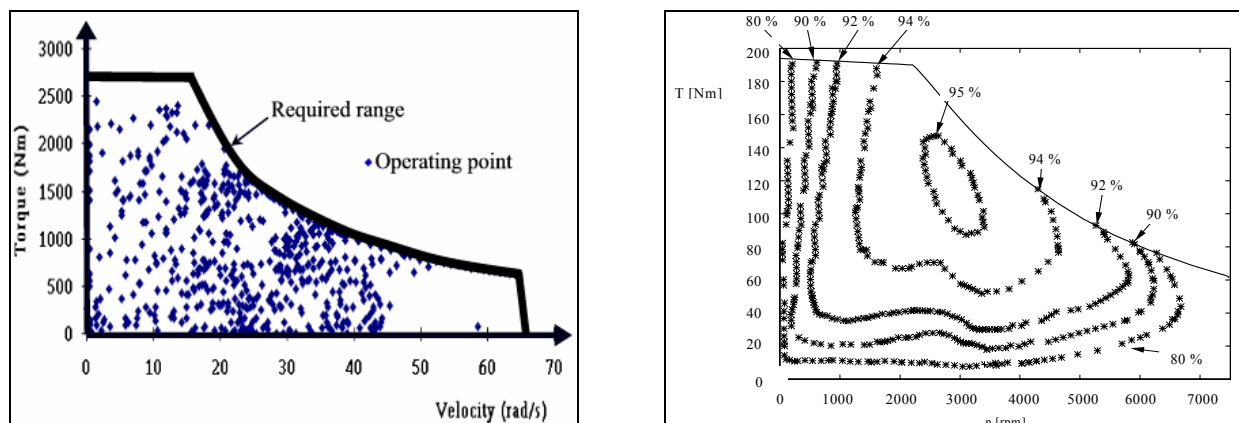 3000
2500
2000
1500
1000
500
0
Torque (Nm)
Required range
Operating point
0 10 20 30 40 50 60 70
Velocity (rad/s)
80 % 90 % 92 % 94 %
200
180
160
140
120
100
80
60
40
20
0
T [Nm]
95 %
94 %
92 %
90 %
80 %
0 1000 2000 3000 4000 5000 6000 7000
n [rpm]